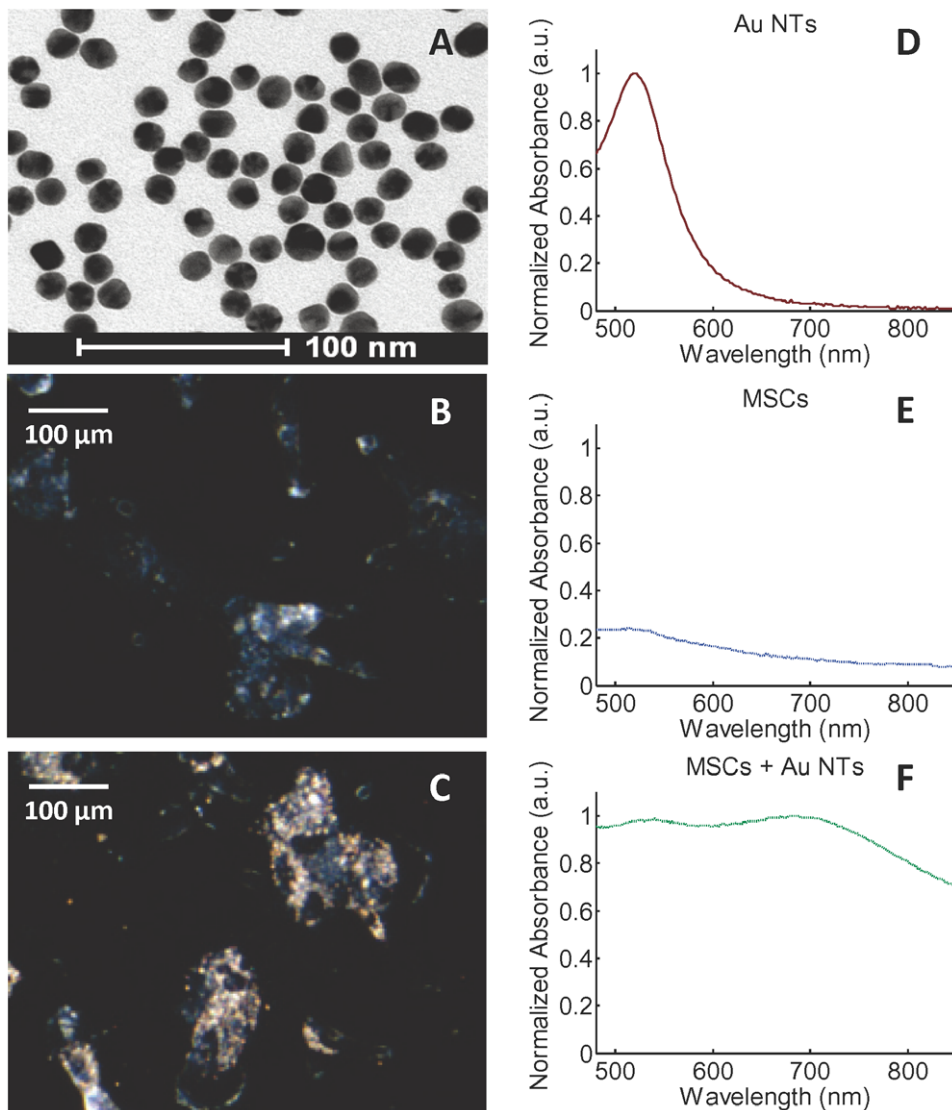 A
100 nm
B
100 µm
C
100 µm
Au NTs
D
Normalized Absorbance (a.u.)
1
0.8
0.6
0.4
0.2
0
500 600 700 800
Wavelength (nm)
MSCs
E
Normalized Absorbance (a.u.)
1
0.8
0.6
0.4
0.2
0
500 600 700 800
Wavelength (nm)
MSCs + Au NTs
F
Normalized Absorbance (a.u.)
1
0.8
0.6
0.4
0.2
0
500 600 700 800
Wavelength (nm)